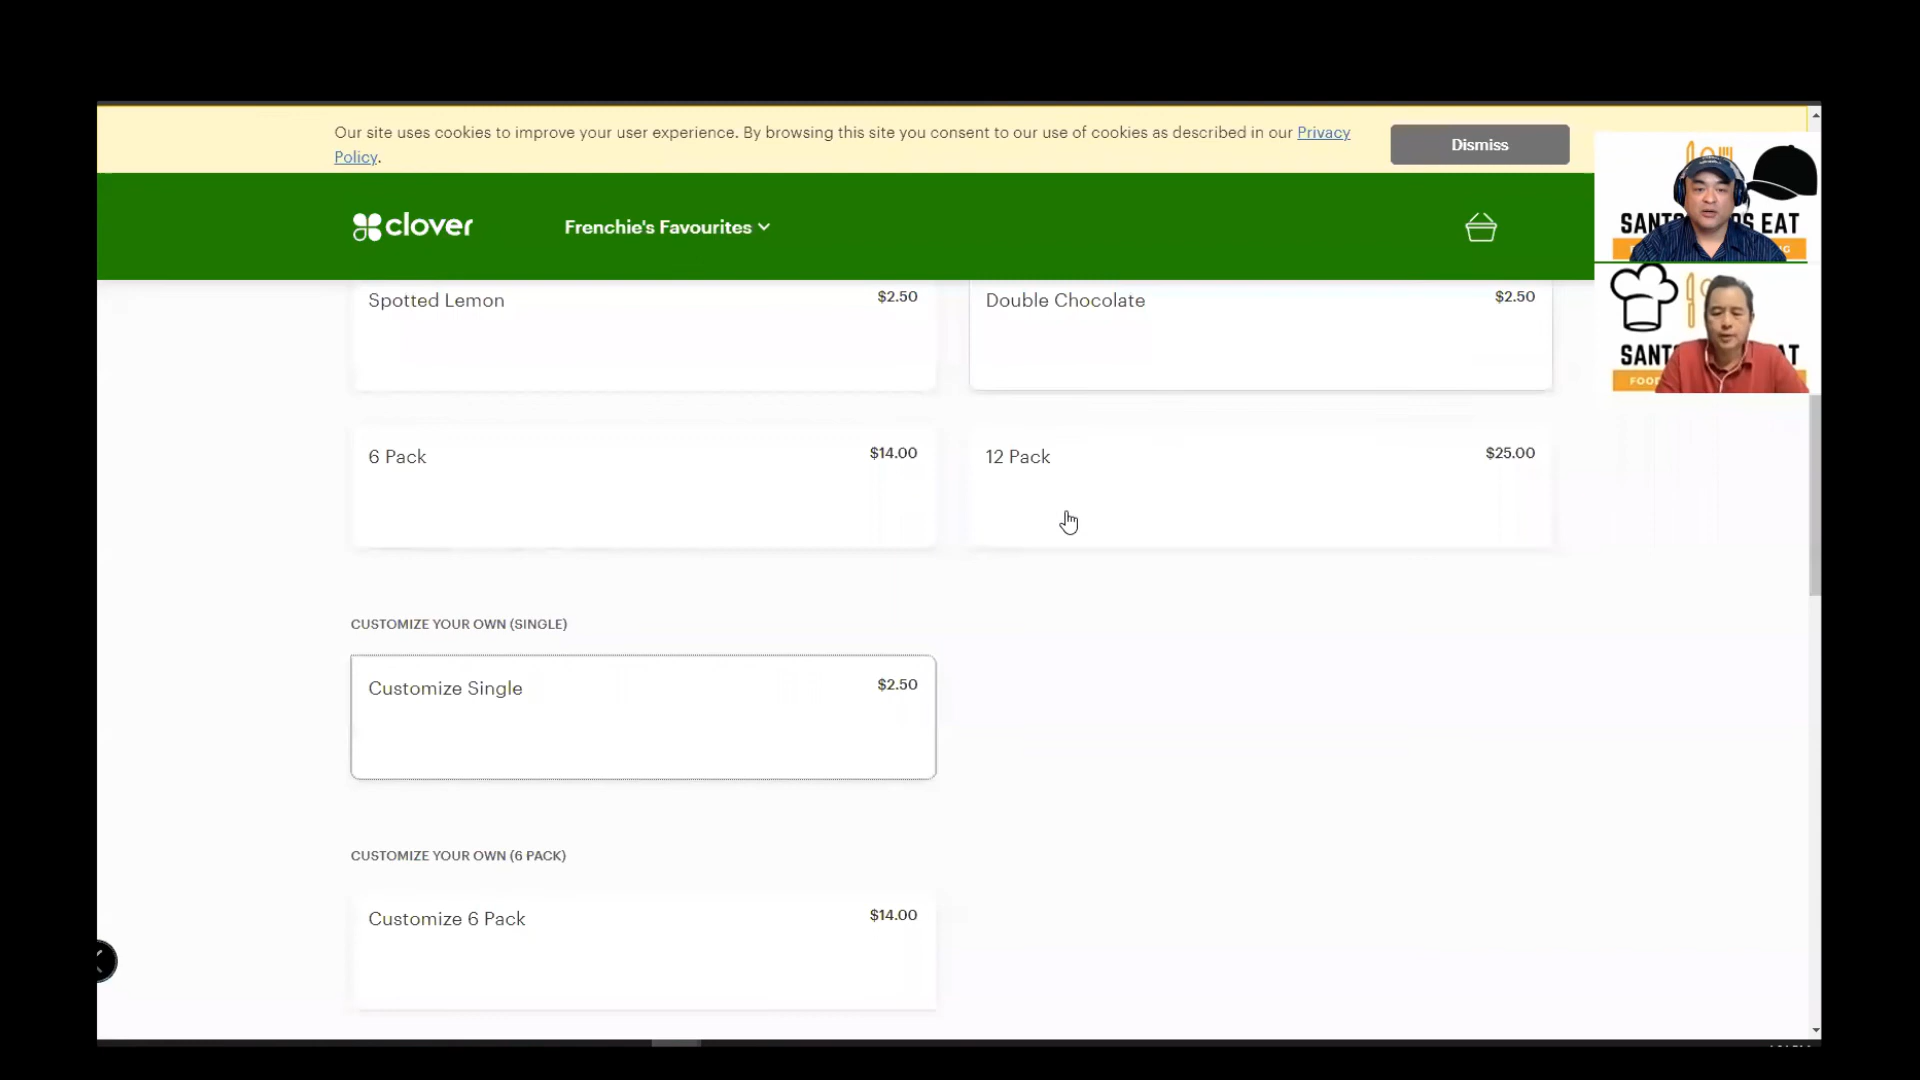 Our site uses cookies to improve your user experience. By browsing this site you consent to our use of cookies as described in our Privacy
Policy.
Dismiss
clover
Frenchie's Favourites
Spotted Lemon
$2.50
Double Chocolate
$2.50
6 Pack
$14.00
12 Pack
$25.00
CUSTOMIZE YOUR OWN (SINGLE)
Customize Single
$2.50
CUSTOMIZE YOUR OWN (6 PACK)
Customize 6 Pack
$14.00
EAT
FOOD